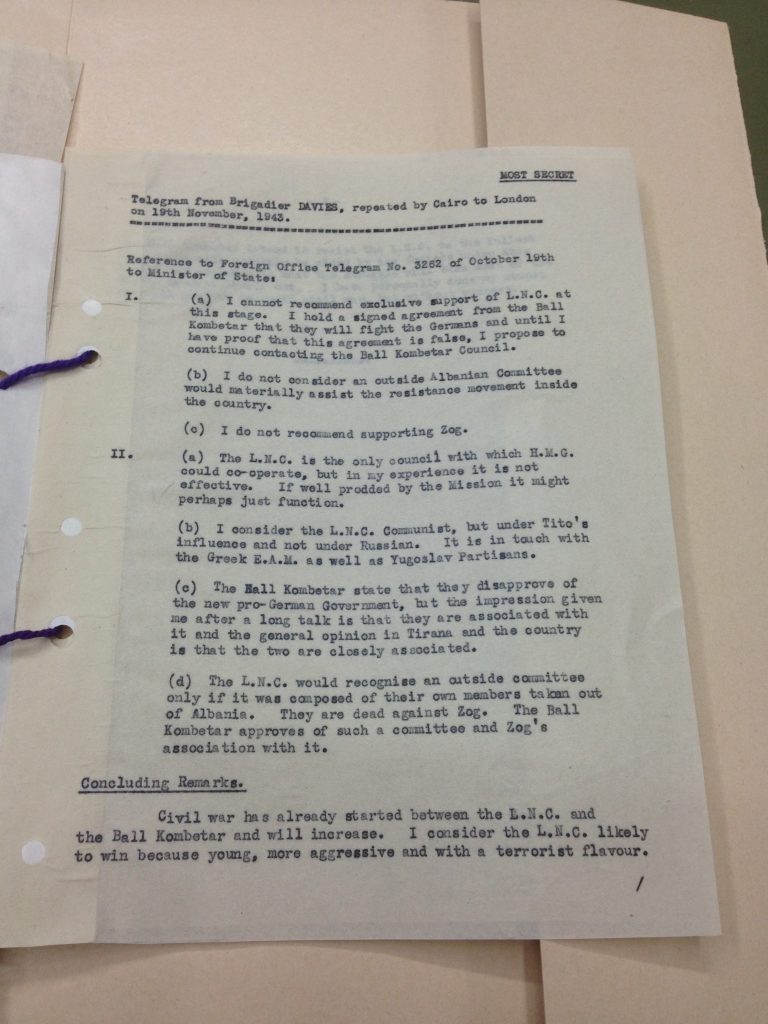 MOST SECRET
Telegram from Brigadier DAVIES, repeated by Cairo to London
on 19th November, 1943.
Reference to Foreign Office Telegram No. 3262 of October 19th
to Minister of State:
I. (a) I cannot recommend exclusive support of L.N.C. at
this stage. I hold a signed agreement from the Ball
Kombetar that they will fight the Germans and until I
have proof that this agreement is false, I propose to
continue contacting the Ball Kombetar Council.
(b) I do not consider an outside Albanian Committee
would materially assist the resistance movement inside
the country.
(c) I do not recommend supporting Zog.
II. (a) The L.N.C. is the only council with which H.M.G.
could co-operate, but in my experience it is not
effective. If well prodded by the Mission it might
perhaps just function.
(b) I consider the L.N.C. Communist, but under Tito's
influence and not under Russian. It is in touch with
the Greek E.A.M. as well as Yugoslav Partisans.
(c) The Ball Kombetar state that they disapprove of
the new pro-German Government, but the impression given
me after a long talk is that they are associated with
it and the general opinion in Tirana and the country
is that the two are closely associated.
(d) The L.N.C. would recognise an outside committee
only if it was composed of their own members taken out
of Albania. They are dead against Zog. The Ball
Kombetar approves of such a committee and Zog's
association with it.
Concluding Remarks.
Civil war has already started between the L.N.C. and
the Ball Kombetar and will increase. I consider the L.N.C. likely
to win because young, more aggressive and with a terrorist flavour.
/